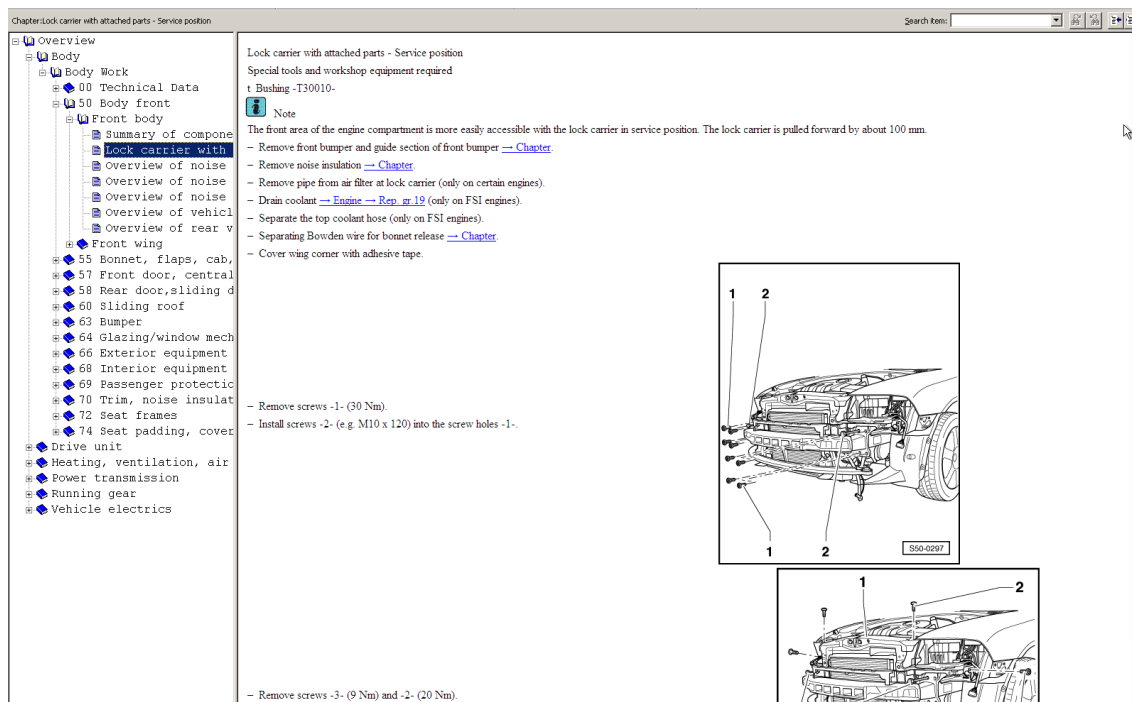 Chapter:Lock carrier with attached parts - Service position
Search item:
Overview
Body
Body Work
00 Technical Data
50 Body front
Front body
Summary of compone
Lock carrier with
Overview of noise
Overview of noise
Overview of noise
Overview of vehicl
Overview of rear v
Front wing
55 Bonnet, flaps, cab,
57 Front door, central
58 Rear door,sliding d
60 Sliding roof
63 Bumper
64 Glazing/window mech
66 Exterior equipment
68 Interior equipment
69 Passenger protectic
70 Trim, noise insulat
72 Seat frames
74 Seat padding, cover
Drive unit
Heating, ventilation, air
Power transmission
Running gear
Vehicle electrics
Lock carrier with attached parts - Service position
Special tools and workshop equipment required
t Bushing -T30010-
Note
The front area of the engine compartment is more easily accessible with the lock carrier in service position. The lock carrier is pulled forward by about 100 mm.
– Remove front bumper and guide section of front bumper → Chapter.
– Remove noise insulation → Chapter.
– Remove pipe from air filter at lock carrier (only on certain engines).
– Drain coolant → Engine → Rep. gr.19 (only on FSI engines).
– Separate the top coolant hose (only on FSI engines).
– Separating Bowden wire for bonnet release → Chapter.
– Cover wing corner with adhesive tape.
1 2
– Remove screws -1- (30 Nm).
– Install screws -2- (e.g. M10 x 120) into the screw holes -1-.
1 2
S50-0297
1
2
– Remove screws -3- (9 Nm) and -2- (20 Nm).